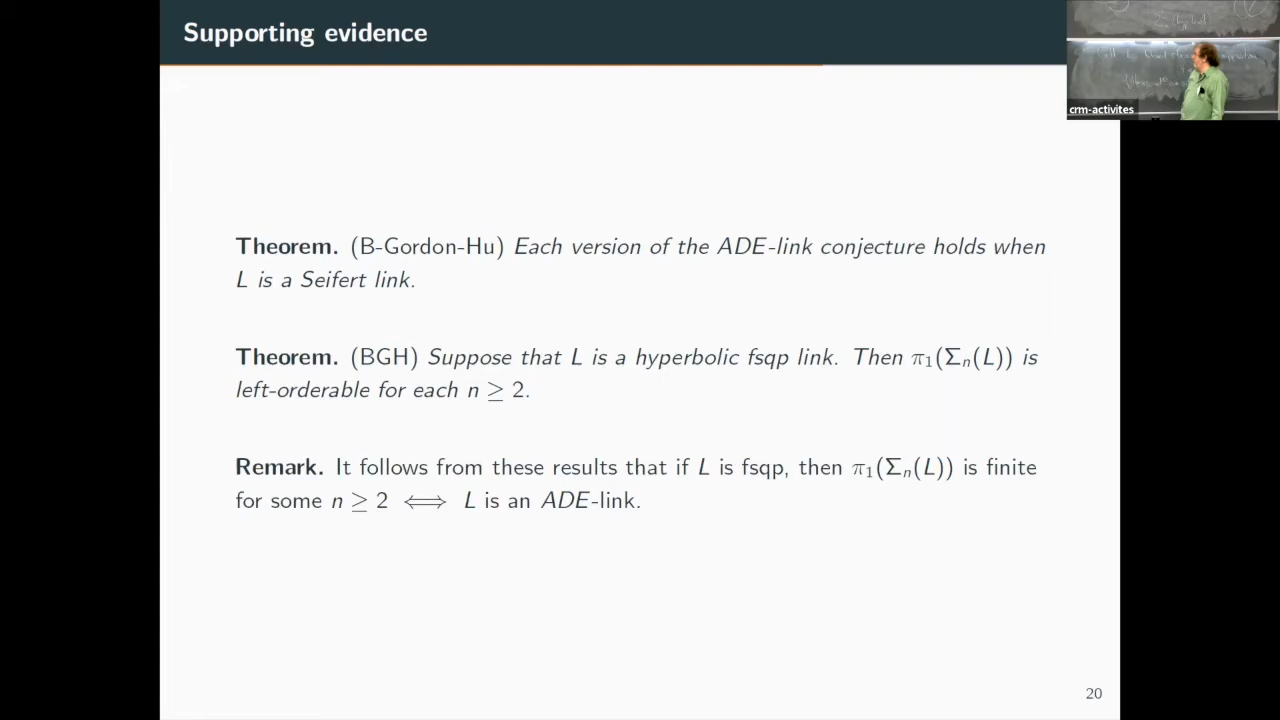 Supporting evidence
crm-activites
Theorem. (B-Gordon-Hu) Each version of the ADE-link conjecture holds when
L is a Seifert link.
Theorem. (BGH) Suppose that L is a hyperbolic fsqp link. Then π₁(Σₙ(L)) is
left-orderable for each n ≥ 2.
Remark. It follows from these results that if L is fsqp, then π₁(Σₙ(L)) is finite
for some n ≥ 2 ⟺ L is an ADE-link.
20